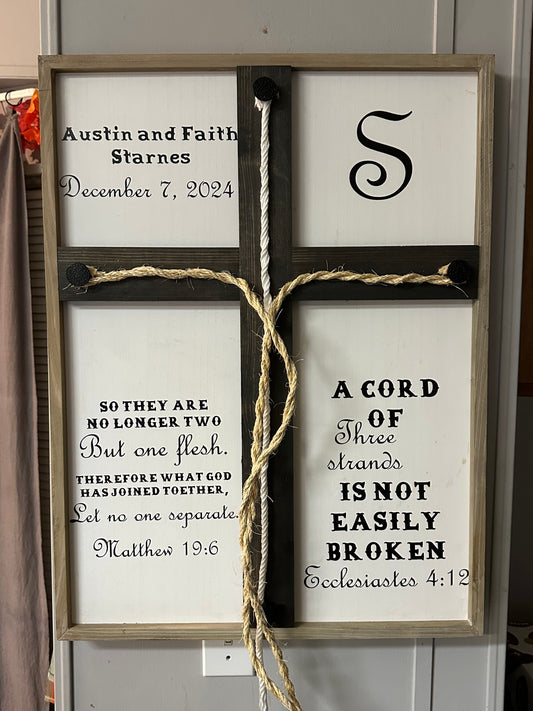 Austin and Faith
Starnes
December 7, 2024
S
SO THEY ARE
NO LONGER TWO
But one flesh.
THEREFORE WHAT GOD
HAS JOINED TOETHER,
Let no one separate.
Matthew 19:6
A CORD
OF
Three
strands
IS NOT
EASILY
BROKEN
Ecclesiastes 4:12